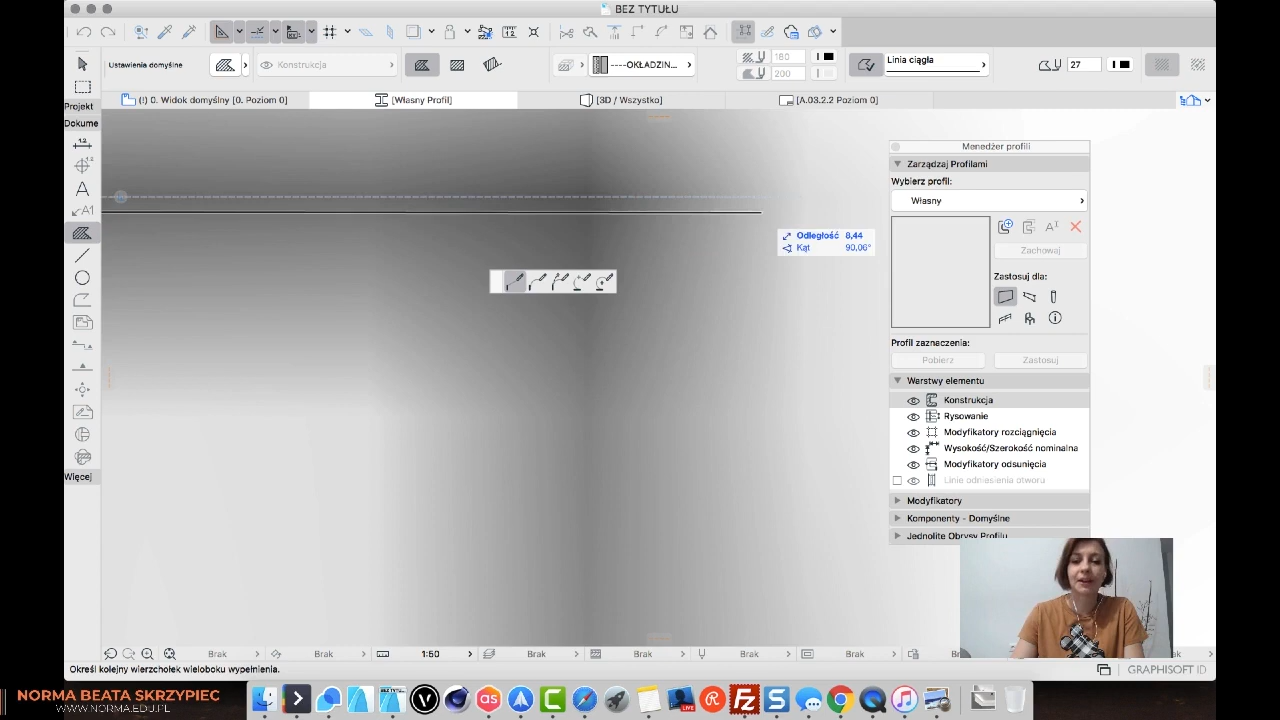 BEZ TYTUŁU
Ustawienia domyślne
Konstrukcja
----OKŁADZIN...
180
200
Linia ciągła
27
Projekt
Dokume
(!) 0. Widok domyślny [0. Poziom 0]
[Własny Profil]
[3D / Wszystko]
[A.03.2.2 Poziom 0]
Menedżer profili
Zarządzaj Profilami
Wybierz profil:
Własny
Zachowaj
Zastosuj dla:
Profil zaznaczenia:
Pobierz
Zastosuj
Warstwy elementu
Konstrukcja
Rysowanie
Modyfikatory rozciągnięcia
Wysokość/Szerokość nominalna
Modyfikatory odsunięcia
Linie odniesienia otworu
Modyfikatory
Komponenty - Domyślne
Jednolite Obrysy Profilu
Odległość 8,44
Kąt 90,06°
Więcej
Brak
Brak
1:50
Brak
Brak
Brak
Brak
Określ kolejny wierzchołek wieloboku wypełnienia.
GRAPHISOFT ID
NORMA BEATA SKRZYPIEC
WWW.NORMA.EDU.PL